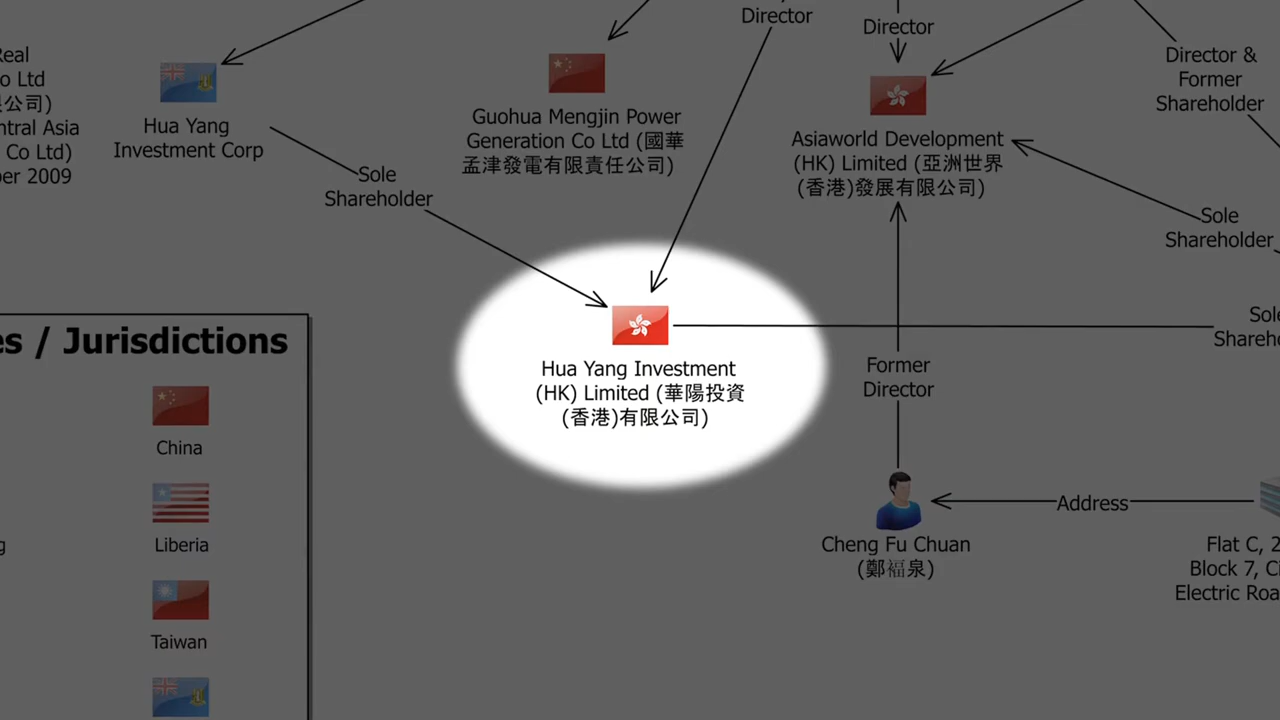 Director
Director
Real
o Ltd
公司)
ntral Asia
Co Ltd)
ber 2009
Hua Yang
Investment Corp
Guohua Mengjin Power
Generation Co Ltd (國華
孟津發電有限責任公司)
Asiaworld Development
(HK) Limited (亞洲世界
(香港)發展有限公司)
Director &
Former
Shareholder
Sole
Shareholder
Sole
Shareholder
Hua Yang Investment
(HK) Limited (華陽投資
(香港)有限公司)
Sole
Sharehol
Former
Director
es / Jurisdictions
China
Liberia
Taiwan
g
Cheng Fu Chuan
(鄭褔泉)
Address
Flat C, 2
Block 7, Ci
Electric Roa